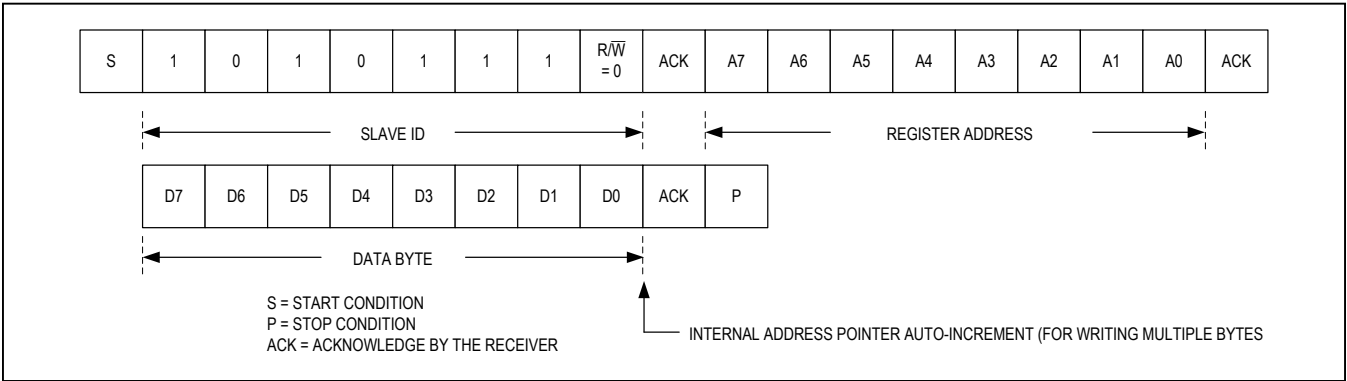 S 1 0 1 0 1 1 1 R/W̅ = 0 ACK A7 A6 A5 A4 A3 A2 A1 A0 ACK
SLAVE ID REGISTER ADDRESS
D7 D6 D5 D4 D3 D2 D1 D0 ACK P
DATA BYTE
S = START CONDITION
P = STOP CONDITION
ACK = ACKNOWLEDGE BY THE RECEIVER
INTERNAL ADDRESS POINTER AUTO-INCREMENT (FOR WRITING MULTIPLE BYTES